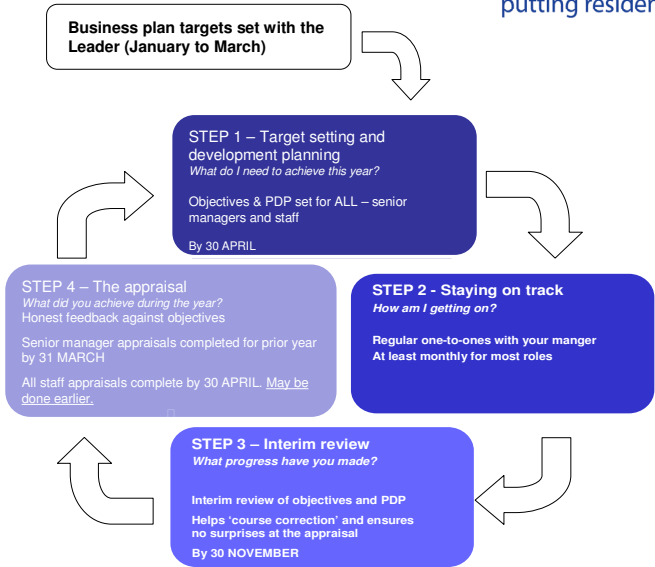 putting resider
Business plan targets set with the
Leader (January to March)
STEP 1 – Target setting and
development planning
What do I need to achieve this year?
Objectives & PDP set for ALL – senior
managers and staff
By 30 APRIL
STEP 2 - Staying on track
How am I getting on?
Regular one-to-ones with your manger
At least monthly for most roles
STEP 3 – Interim review
What progress have you made?
Interim review of objectives and PDP
Helps ‘course correction’ and ensures
no surprises at the appraisal
By 30 NOVEMBER
STEP 4 – The appraisal
What did you achieve during the year?
Honest feedback against objectives
Senior manager appraisals completed for prior year
by 31 MARCH
All staff appraisals complete by 30 APRIL. May be
done earlier.